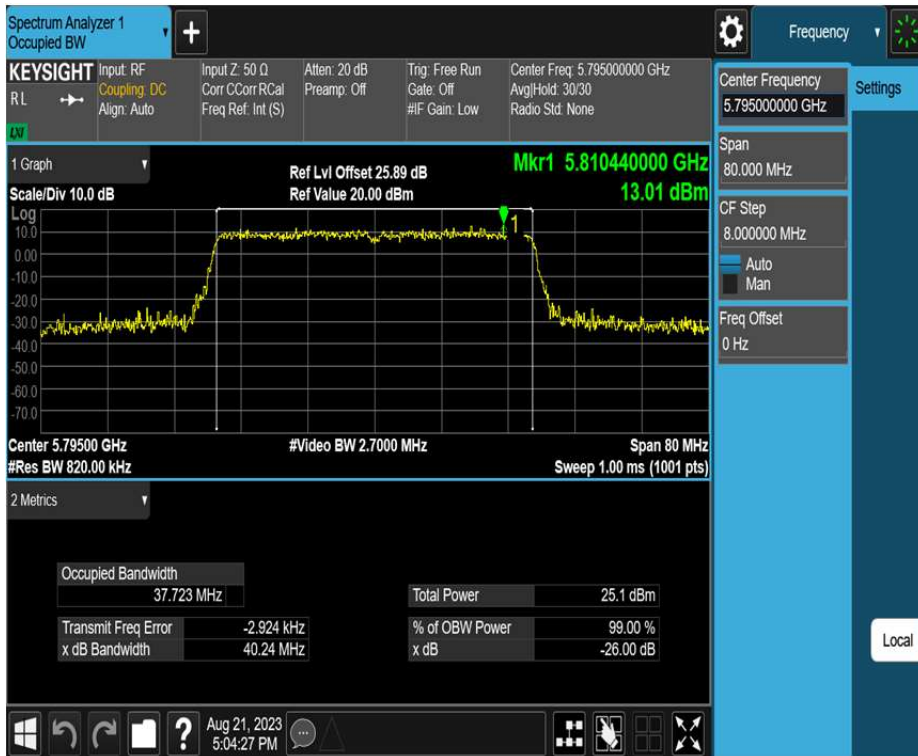 Spectrum Analyzer 1
Occupied BW
+
Frequency
KEYSIGHT
R L
LXI
Input: RF
Coupling: DC
Align: Auto
Input Z: 50 Ω
Corr CCorr RCal
Freq Ref: Int (S)
Atten: 20 dB
Preamp: Off
Trig: Free Run
Gate: Off
#IF Gain: Low
Center Freq: 5.795000000 GHz
Avg|Hold: 30/30
Radio Std: None
Center Frequency
5.795000000 GHz
Settings
Span
80.000 MHz
CF Step
8.000000 MHz
Auto
Man
Freq Offset
0 Hz
Local
1 Graph
Scale/Div 10.0 dB
Ref Lvl Offset 25.89 dB
Ref Value 20.00 dBm
Mkr1 5.810440000 GHz
13.01 dBm
Log
10.0
0.00
-10.0
-20.0
-30.0
-40.0
-50.0
-60.0
-70.0
1
Center 5.79500 GHz
#Video BW 2.7000 MHz
Span 80 MHz
#Res BW 820.00 kHz
Sweep 1.00 ms (1001 pts)
2 Metrics
Occupied Bandwidth
37.723 MHz
Total Power 25.1 dBm
Transmit Freq Error -2.924 kHz
% of OBW Power 99.00 %
x dB Bandwidth 40.24 MHz
x dB -26.00 dB
?
Aug 21, 2023
5:04:27 PM